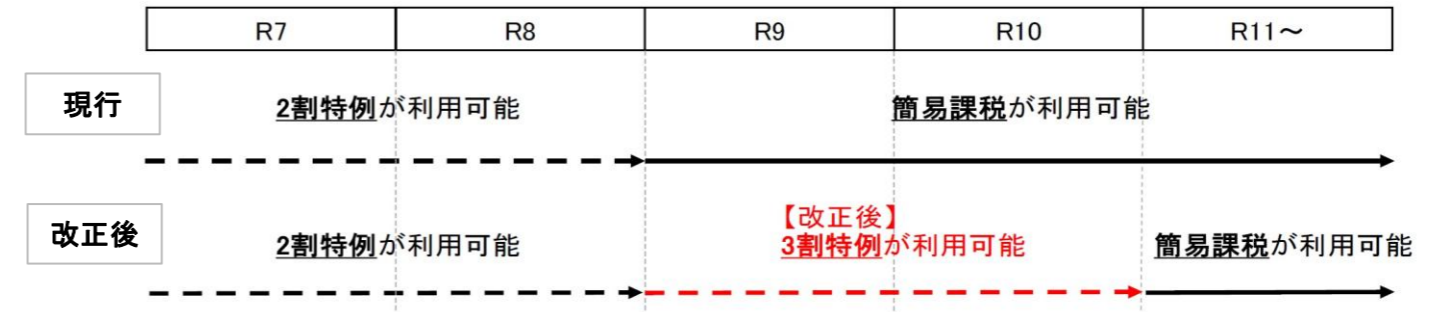 R7 R8 R9 R10 R11～
現行
2割特例が利用可能 簡易課税が利用可能
【改正後】
改正後
2割特例が利用可能 3割特例が利用可能 簡易課税が利用可能